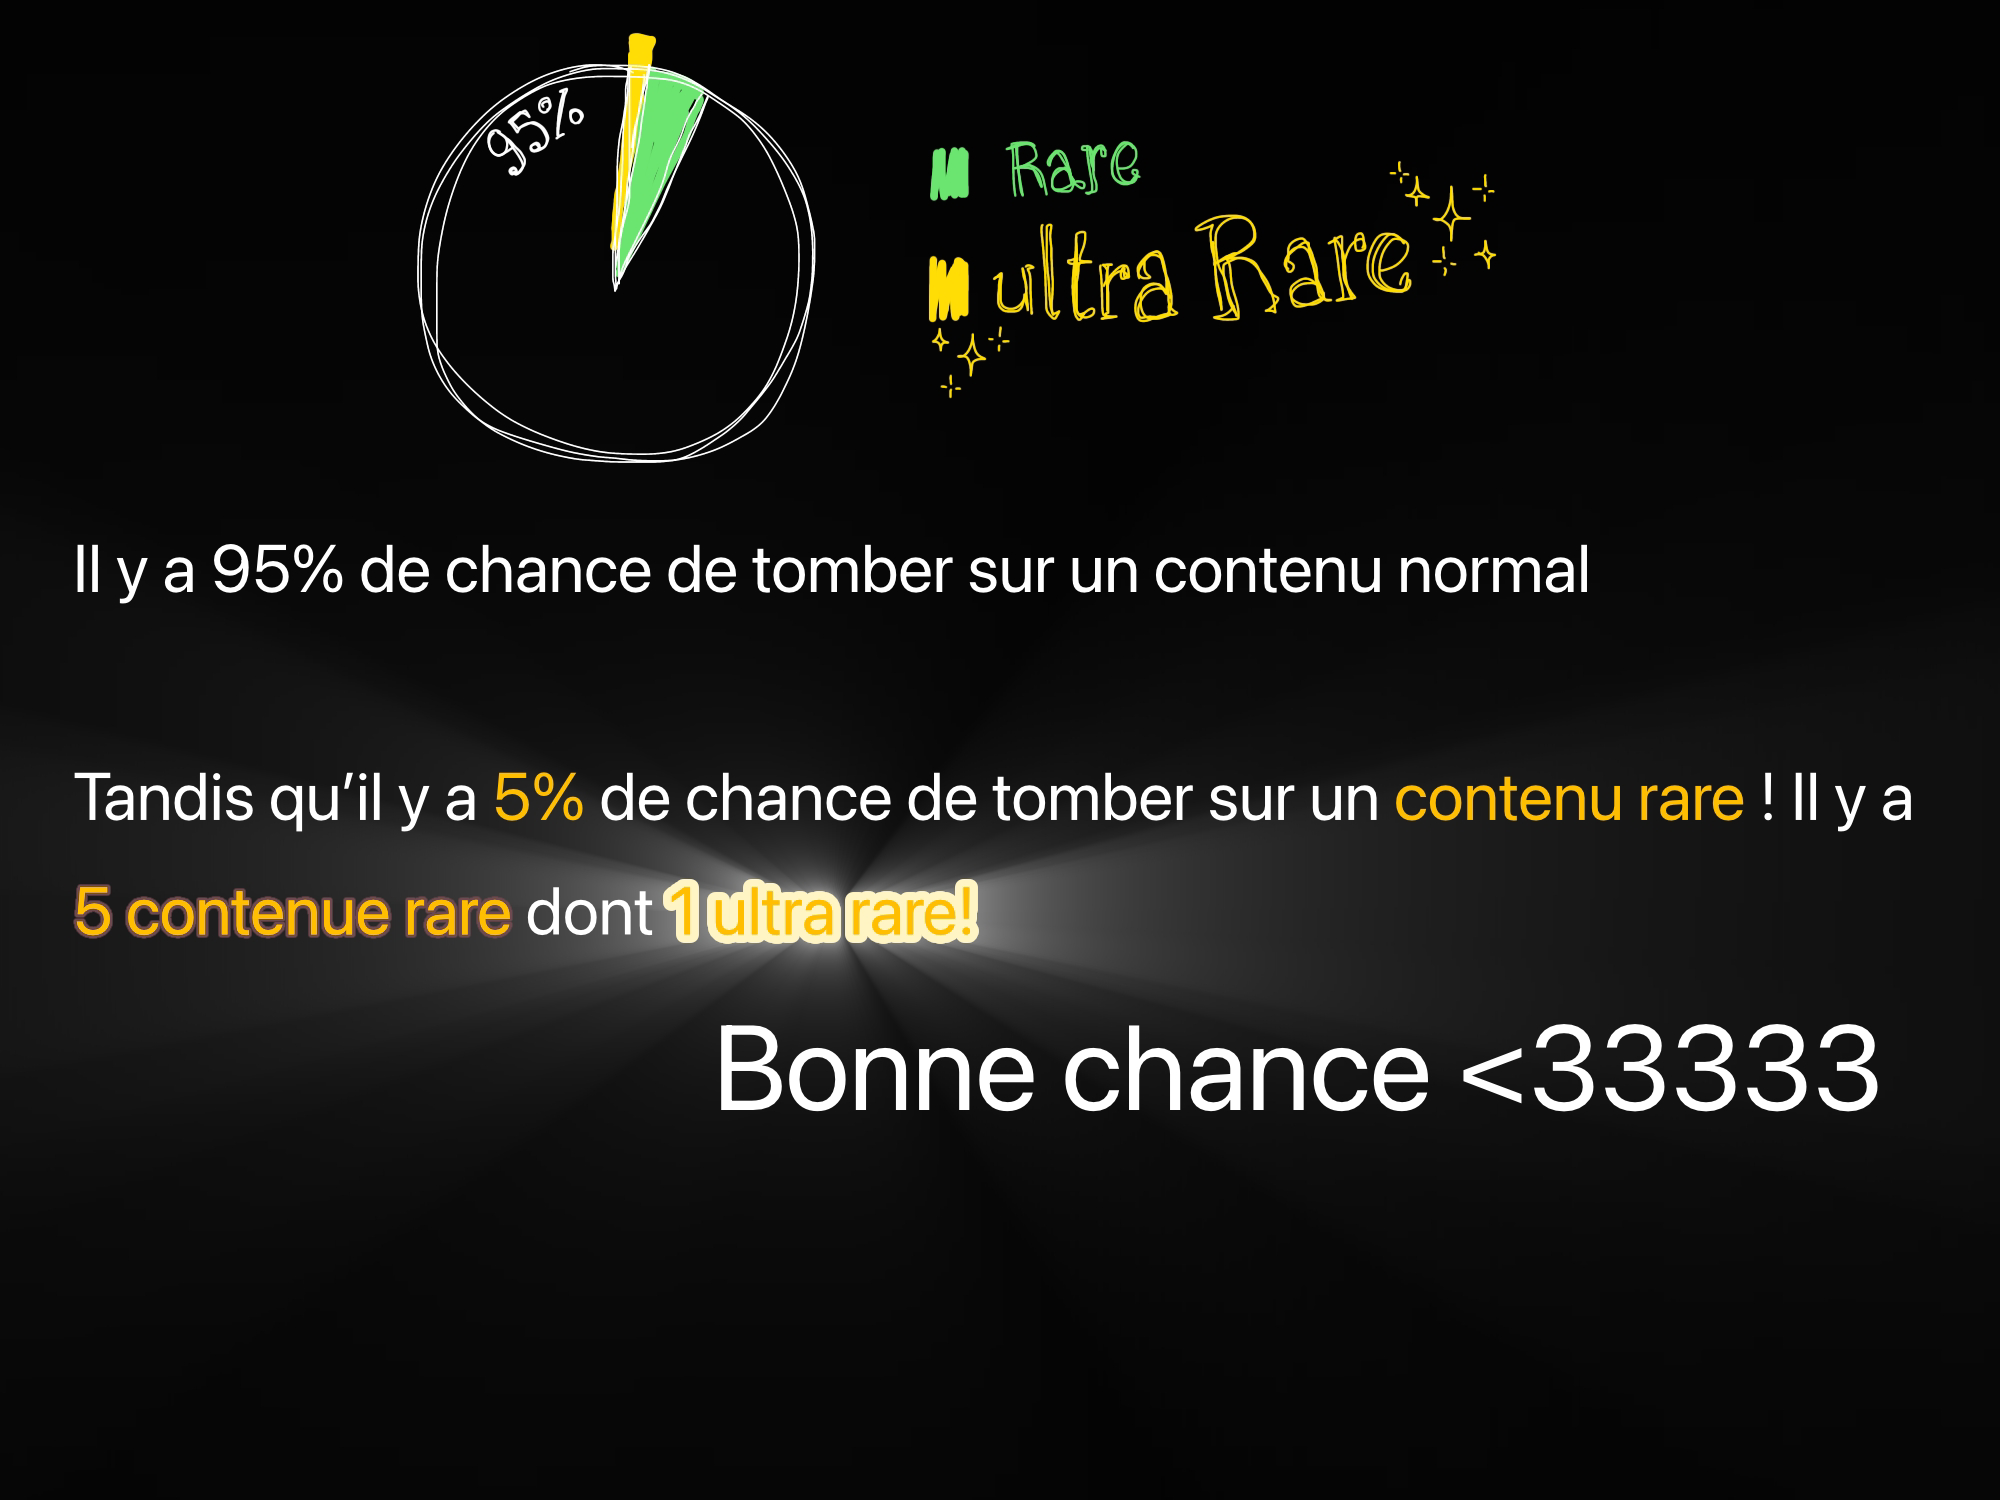 95%
Rare
ultra Rare
Il y a 95% de chance de tomber sur un contenu normal
Tandis qu’il y a 5% de chance de tomber sur un contenu rare ! Il y a
5 contenue rare dont 1 ultra rare!
Bonne chance <33333